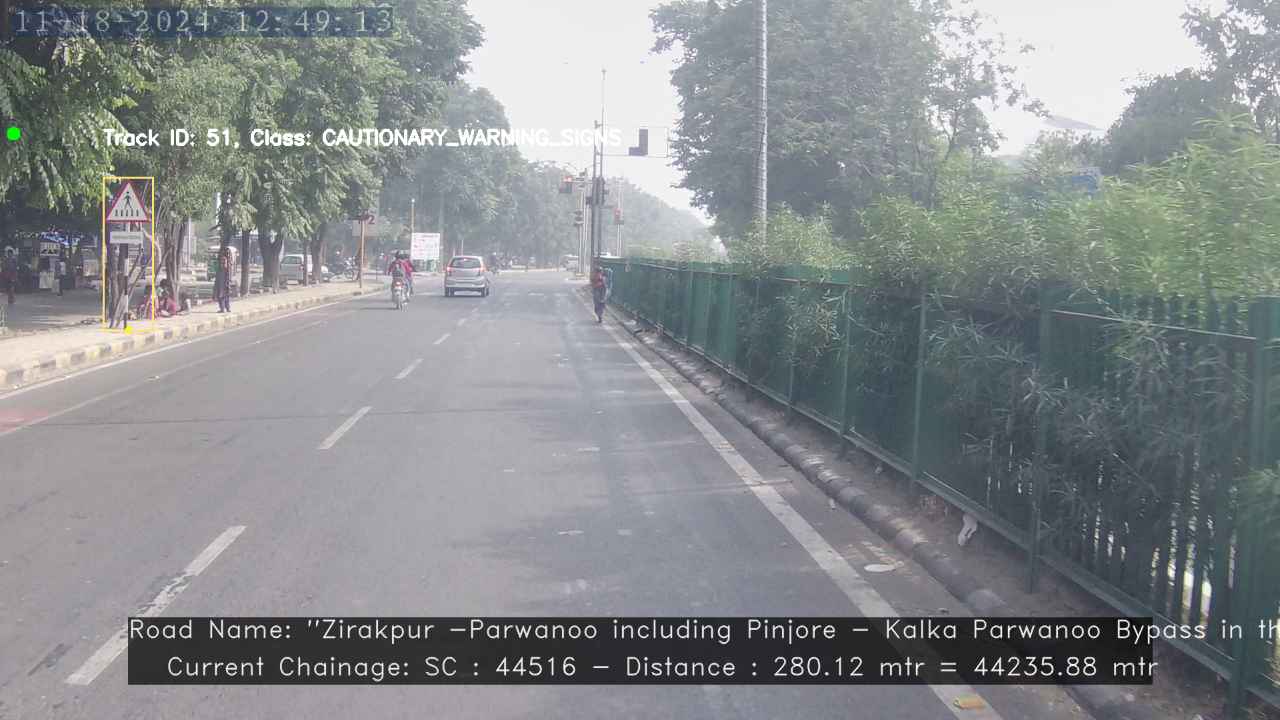 11-18-2024 12:49:13
Track ID: 51, Class: CAUTIONARY_WARNING_SIGNS
Road Name: "Zirakpur -Parwanoo including Pinjore - Kalka Parwanoo Bypass in th
Current Chainage: SC : 44516 - Distance : 280.12 mtr = 44235.88 mtr